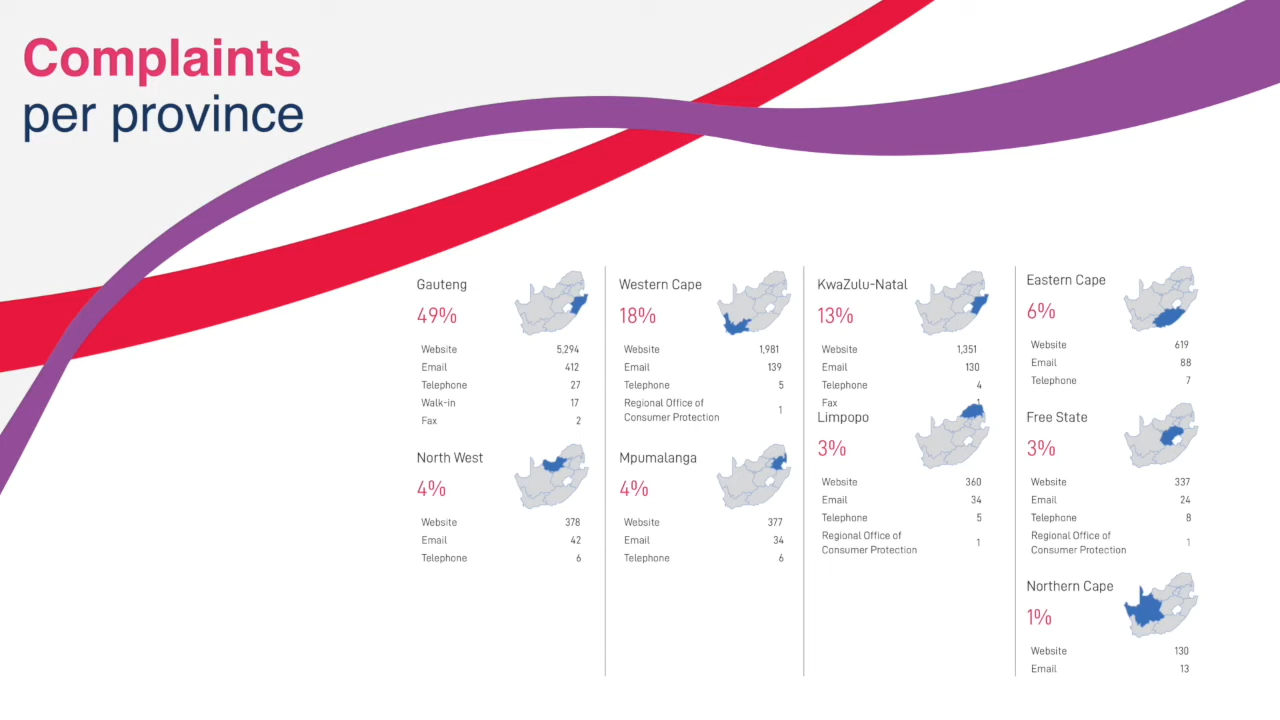 Complaints
per province
Gauteng
49%
Website 5,294
Email 412
Telephone 27
Walk-in 17
Fax 2
North West
4%
Website 378
Email 42
Telephone 6
Western Cape
18%
Website 1,981
Email 139
Telephone 5
Regional Office of
Consumer Protection 1
Mpumalanga
4%
Website 377
Email 34
Telephone 6
KwaZulu-Natal
13%
Website 1,351
Email 130
Telephone 4
Fax 1
Limpopo
3%
Website 360
Email 34
Telephone 5
Regional Office of
Consumer Protection 1
Eastern Cape
6%
Website 619
Email 88
Telephone 7
Free State
3%
Website 337
Email 24
Telephone 8
Regional Office of
Consumer Protection 1
Northern Cape
1%
Website 130
Email 13